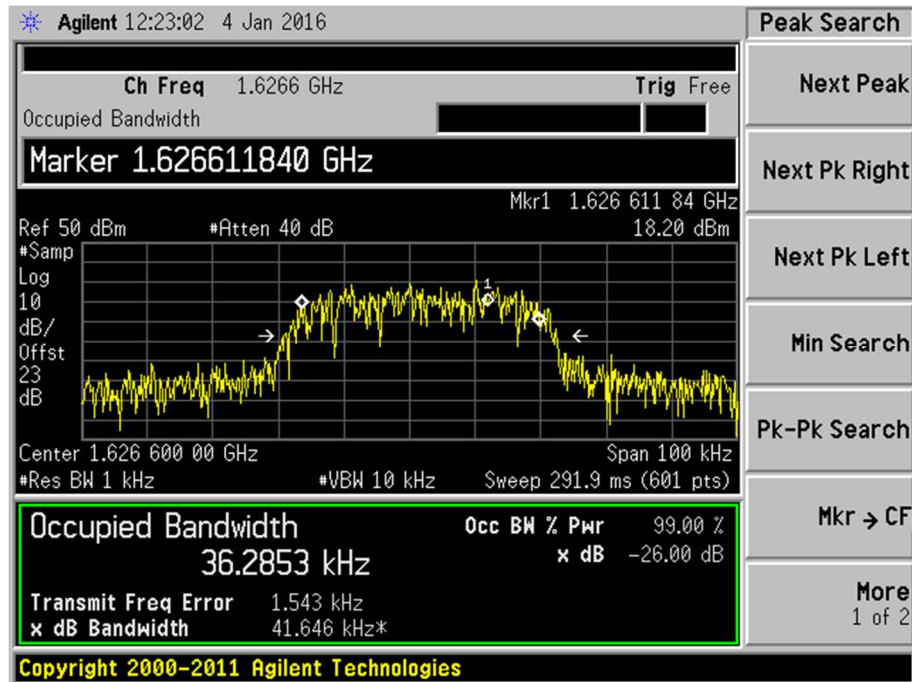 Agilent 12:23:02 4 Jan 2016
Peak Search
Ch Freq 1.6266 GHz
Trig Free
Occupied Bandwidth
Marker 1.626611840 GHz
Mkr1 1.626 611 84 GHz
Ref 50 dBm #Atten 40 dB 18.20 dBm
#Samp
Log
10
dB/
Offst
23
dB
1
Center 1.626 600 00 GHz Span 100 kHz
#Res BW 1 kHz #VBW 10 kHz Sweep 291.9 ms (601 pts)
Occupied Bandwidth
36.2853 kHz
Occ BW % Pwr 99.00 %
x dB -26.00 dB
Transmit Freq Error 1.543 kHz
x dB Bandwidth 41.646 kHz*
Copyright 2000-2011 Agilent Technologies
Next Peak
Next Pk Right
Next Pk Left
Min Search
Pk-Pk Search
Mkr → CF
More
1 of 2